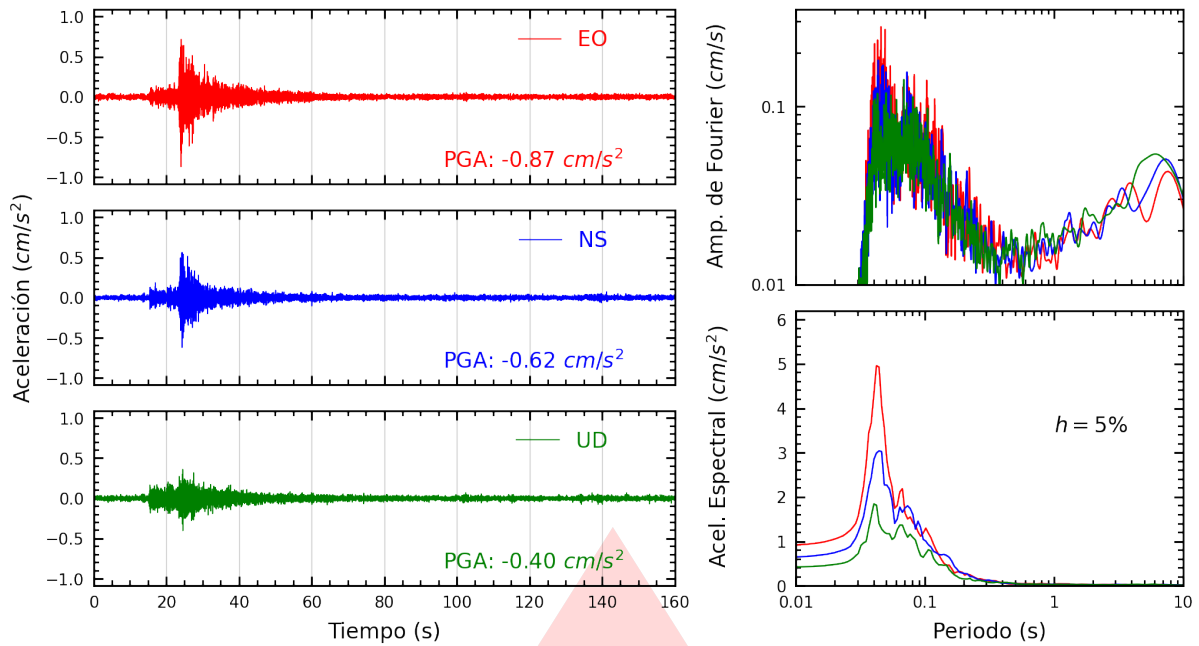 Aceleración (cm/s²)
1.0
0.5
0.0
−0.5
−1.0
EO
PGA: -0.87 cm/s²
1.0
0.5
0.0
−0.5
−1.0
NS
PGA: -0.62 cm/s²
1.0
0.5
0.0
−0.5
−1.0
UD
PGA: -0.40 cm/s²
0 20 40 60 80 100 120 140 160
Tiempo (s)
Amp. de Fourier (cm/s)
0.1
0.01
Acel. Espectral (cm/s²)
6
5
4
3
2
1
0
h = 5%
0.01 0.1 1 10
Periodo (s)